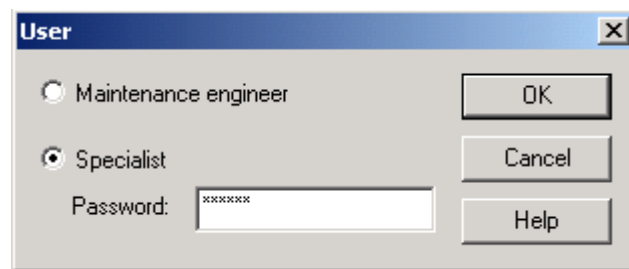 User
Maintenance engineer
OK
Specialist
Cancel
Password: ******
Help